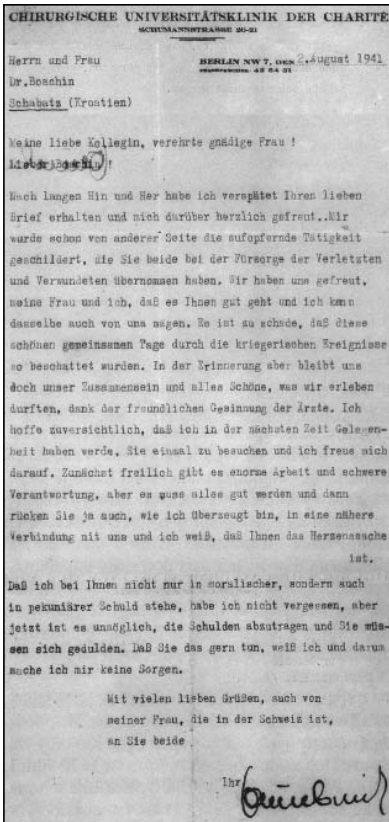 CHIRURGISCHE UNIVERSITÄTSKLINIK DER CHARITE
SCHUMANNSTRASSE 20-21
Herrn und Frau
BERLIN NW 7, DEN 2.August 1941
Dr.Boschin
Schabatz (Kroatien)
Meine liebe Kollegin, verehrte gnädige Frau !
Lieber Boschin !
Nach langen Hin und Her habe ich verspätet Ihren lieben
Brief erhalten und mich darüber herzlich gefreut..Mir
wurde schon von anderer Seite die aufopfernde Tätigkeit
geschildert, die Sie beide bei der Fürsorge der Verletzten
und Verwundeten übernommen haben. Wir haben uns gefreut,
meine Frau und ich, daß es Ihnen gut geht und ich kann
dasselbe auch von uns sagen. Es ist zu schade, daß diese
schönen gemeinsamen Tage durch die kriegerischen Ereignisse
so beschattet wurden. In der Erinnerung aber bleibt uns
doch unser Zusammensein und alles Schöne, was wir erleben
durften, dank der freundlichen Gesinnung der Ärzte. Ich
hoffe zuversichtlich, daß ich in der nächsten Zeit Gelegen-
heit haben werde, Sie einmal zu besuchen und ich freue mich
darauf. Zunächst freilich gibt es enorme Arbeit und schwere
Verantwortung, aber es muss alles gut werden und dann
rücken Sie ja auch, wie ich überzeugt bin, in eine nähere
Verbindung mit uns und ich weiß, daß Ihnen das Herzenssache
ist.
Daß ich bei Ihnen nicht nur in moralischer, sondern auch
in pekuniärer Schuld stehe, habe ich nicht vergessen, aber
jetzt ist es unmöglich, die Schulden abzutragen und Sie müs-
sen sich gedulden. Daß Sie das gern tun, weiß ich und darum
mache ich mir keine Sorgen.
Mit vielen lieben Grüßen, auch von
meiner Frau, die in der Schweiz ist,
an Sie beide
Ihr